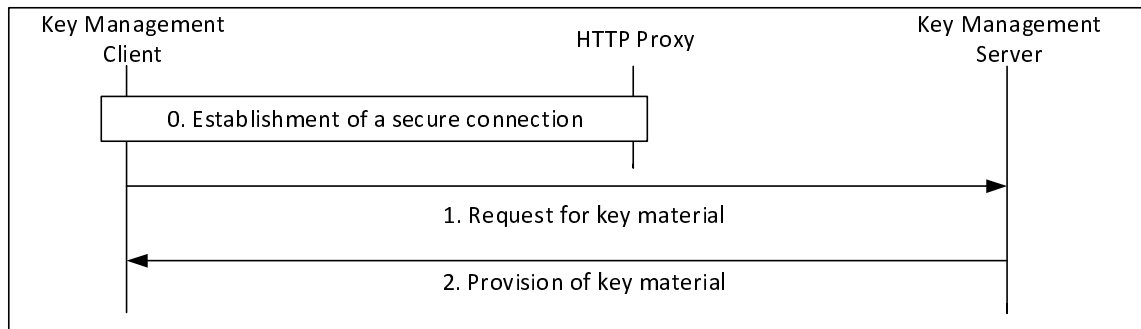 Key Management
Client
HTTP Proxy
Key Management
Server
0. Establishment of a secure connection
1. Request for key material
2. Provision of key material